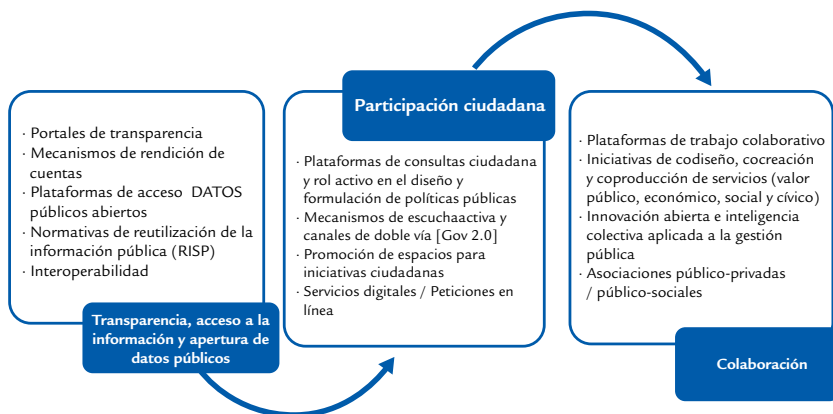 · Portales de transparencia
· Mecanismos de rendición de
cuentas
· Plataformas de acceso DATOS
públicos abiertos
· Normativas de reutilización de la
información pública (RISP)
· Interoperabilidad
Transparencia, acceso a la
información y apertura de
datos públicos
Participación ciudadana
· Plataformas de consultas ciudadana
y rol activo en el diseño y
formulación de políticas públicas
· Mecanismos de escuchaactiva y
canales de doble vía [Gov 2.0]
· Promoción de espacios para
iniciativas ciudadanas
· Servicios digitales / Peticiones en
línea
· Plataformas de trabajo colaborativo
· Iniciativas de codiseño, cocreación
y coproducción de servicios (valor
público, económico, social y cívico)
· Innovación abierta e inteligencia
colectiva aplicada a la gestión
pública
· Asociaciones público-privadas
/ público-sociales
Colaboración